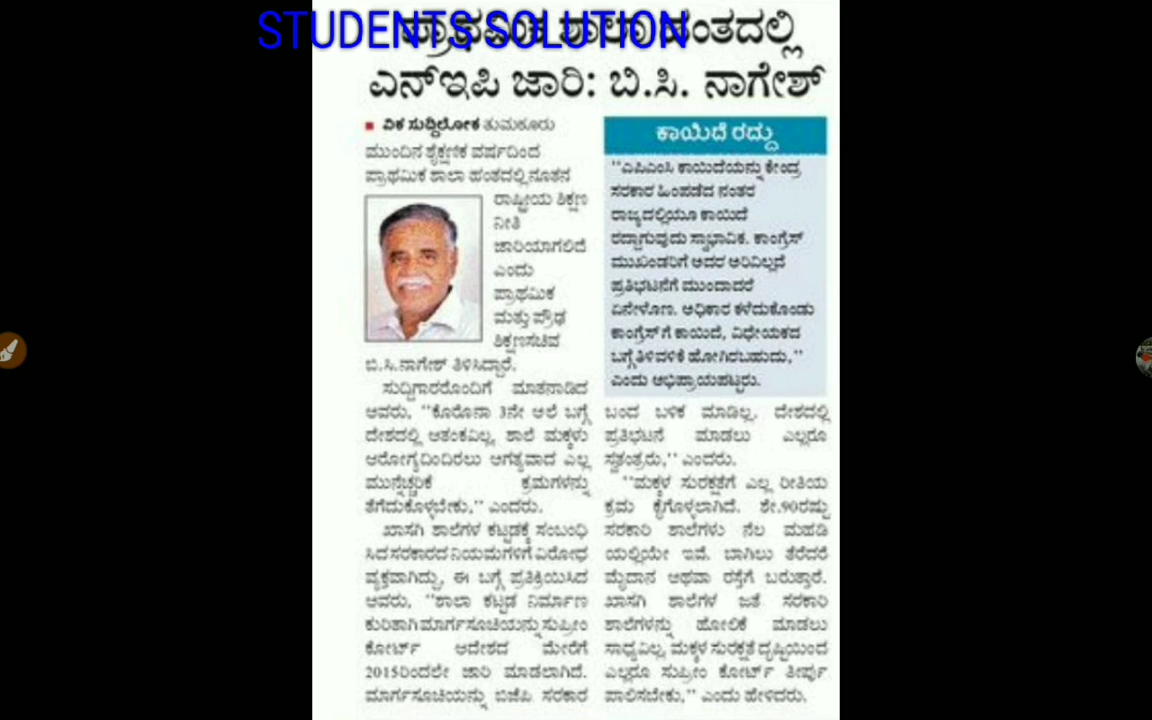 STUDENTS SOLUTION
ಪ್ರಾಥಮಿಕ ಶಾಲಾ ಹಂತದಲ್ಲಿ
ಎನ್‌ಇಪಿ ಜಾರಿ: ಬಿ.ಸಿ. ನಾಗೇಶ್
■ ವಿಕ ಸುದ್ದಿಲೋಕ ತುಮಕೂರು
ಮುಂದಿನ ಶೈಕ್ಷಣಿಕ ವರ್ಷದಿಂದ
ಪ್ರಾಥಮಿಕ ಶಾಲಾ ಹಂತದಲ್ಲಿ ನೂತನ
ರಾಷ್ಟ್ರೀಯ ಶಿಕ್ಷಣ
ನೀತಿ
ಜಾರಿಯಾಗಲಿದೆ
ಎಂದು
ಪ್ರಾಥಮಿಕ
ಮತ್ತು ಪ್ರೌಢ
ಶಿಕ್ಷಣಸಚಿವ
ಬಿ.ಸಿ.ನಾಗೇಶ್ ತಿಳಿಸಿದ್ದಾರೆ.
ಸುದ್ದಿಗಾರರೊಂದಿಗೆ ಮಾತನಾಡಿದ
ಅವರು, ''ಕೊರೊನಾ 3ನೇ ಅಲೆ ಬಗ್ಗೆ
ದೇಶದಲ್ಲಿ ಆತಂಕವಿಲ್ಲ. ಶಾಲೆ ಮಕ್ಕಳು
ಆರೋಗ್ಯದಿಂದಿರಲು ಅಗತ್ಯವಾದ ಎಲ್ಲ
ಮುನ್ನೆಚ್ಚರಿಕೆ ಕ್ರಮಗಳನ್ನು
ತೆಗೆದುಕೊಳ್ಳಬೇಕು,'' ಎಂದರು.
ಖಾಸಗಿ ಶಾಲೆಗಳ ಕಟ್ಟಡಕ್ಕೆ ಸಂಬಂಧಿ
ಸಿದ ಸರಕಾರದ ನಿಯಮಗಳಿಗೆ ವಿರೋಧ
ವ್ಯಕ್ತವಾಗಿದ್ದು, ಈ ಬಗ್ಗೆ ಪ್ರತಿಕ್ರಿಯಿಸಿದ
ಅವರು, ''ಶಾಲಾ ಕಟ್ಟಡ ನಿರ್ಮಾಣ
ಕುರಿತಾಗಿ ಮಾರ್ಗಸೂಚಿಯನ್ನು ಸುಪ್ರೀಂ
ಕೋರ್ಟ್ ಆದೇಶದ ಮೇರೆಗೆ
2015ರಿಂದಲೇ ಜಾರಿ ಮಾಡಲಾಗಿದೆ.
ಮಾರ್ಗಸೂಚಿಯನ್ನು ಬಿಜೆಪಿ ಸರಕಾರ
ಕಾಯಿದೆ ರದ್ದು
''ಎಪಿಎಂಸಿ ಕಾಯಿದೆಯನ್ನು ಕೇಂದ್ರ
ಸರಕಾರ ಹಿಂಪಡೆದ ನಂತರ
ರಾಜ್ಯದಲ್ಲಿಯೂ ಕಾಯಿದೆ
ರದ್ದಾಗುವುದು ಸ್ವಾಭಾವಿಕ. ಕಾಂಗ್ರೆಸ್
ಮುಖಂಡರಿಗೆ ಅದರ ಅರಿವಿಲ್ಲದೆ
ಪ್ರತಿಭಟನೆಗೆ ಮುಂದಾದರೆ
ಏನೇಳೋಣ. ಅಧಿಕಾರ ಕಳೆದುಕೊಂಡು
ಕಾಂಗ್ರೆಸ್ ಗೆ ಕಾಯಿದೆ, ವಿಧೇಯಕದ
ಬಗ್ಗೆ ತಿಳಿವಳಿಕೆ ಹೋಗಿರಬಹುದು,''
ಎಂದು ಅಭಿಪ್ರಾಯಪಟ್ಟರು.
ಬಂದ ಬಳಿಕ ಮಾಡಿಲ್ಲ. ದೇಶದಲ್ಲಿ
ಪ್ರತಿಭಟನೆ ಮಾಡಲು ಎಲ್ಲರೂ
ಸ್ವತಂತ್ರರು,'' ಎಂದರು.
''ಮಕ್ಕಳ ಸುರಕ್ಷತೆಗೆ ಎಲ್ಲ ರೀತಿಯ
ಕ್ರಮ ಕೈಗೊಳ್ಳಲಾಗಿದೆ. ಶೇ.90ರಷ್ಟು
ಸರಕಾರಿ ಶಾಲೆಗಳು ನೆಲ ಮಹಡಿ
ಯಲ್ಲಿಯೇ ಇವೆ. ಬಾಗಿಲು ತೆರೆದರೆ
ಮೈದಾನ ಅಥವಾ ರಸ್ತೆಗೆ ಬರುತ್ತಾರೆ.
ಖಾಸಗಿ ಶಾಲೆಗಳ ಜತೆ ಸರಕಾರಿ
ಶಾಲೆಗಳನ್ನು ಹೋಲಿಕೆ ಮಾಡಲು
ಸಾಧ್ಯವಿಲ್ಲ. ಮಕ್ಕಳ ಸುರಕ್ಷತೆ ದೃಷ್ಟಿಯಿಂದ
ಎಲ್ಲರೂ ಸುಪ್ರೀಂ ಕೋರ್ಟ್ ತೀರ್ಪು
ಪಾಲಿಸಬೇಕು,'' ಎಂದು ಹೇಳಿದರು.